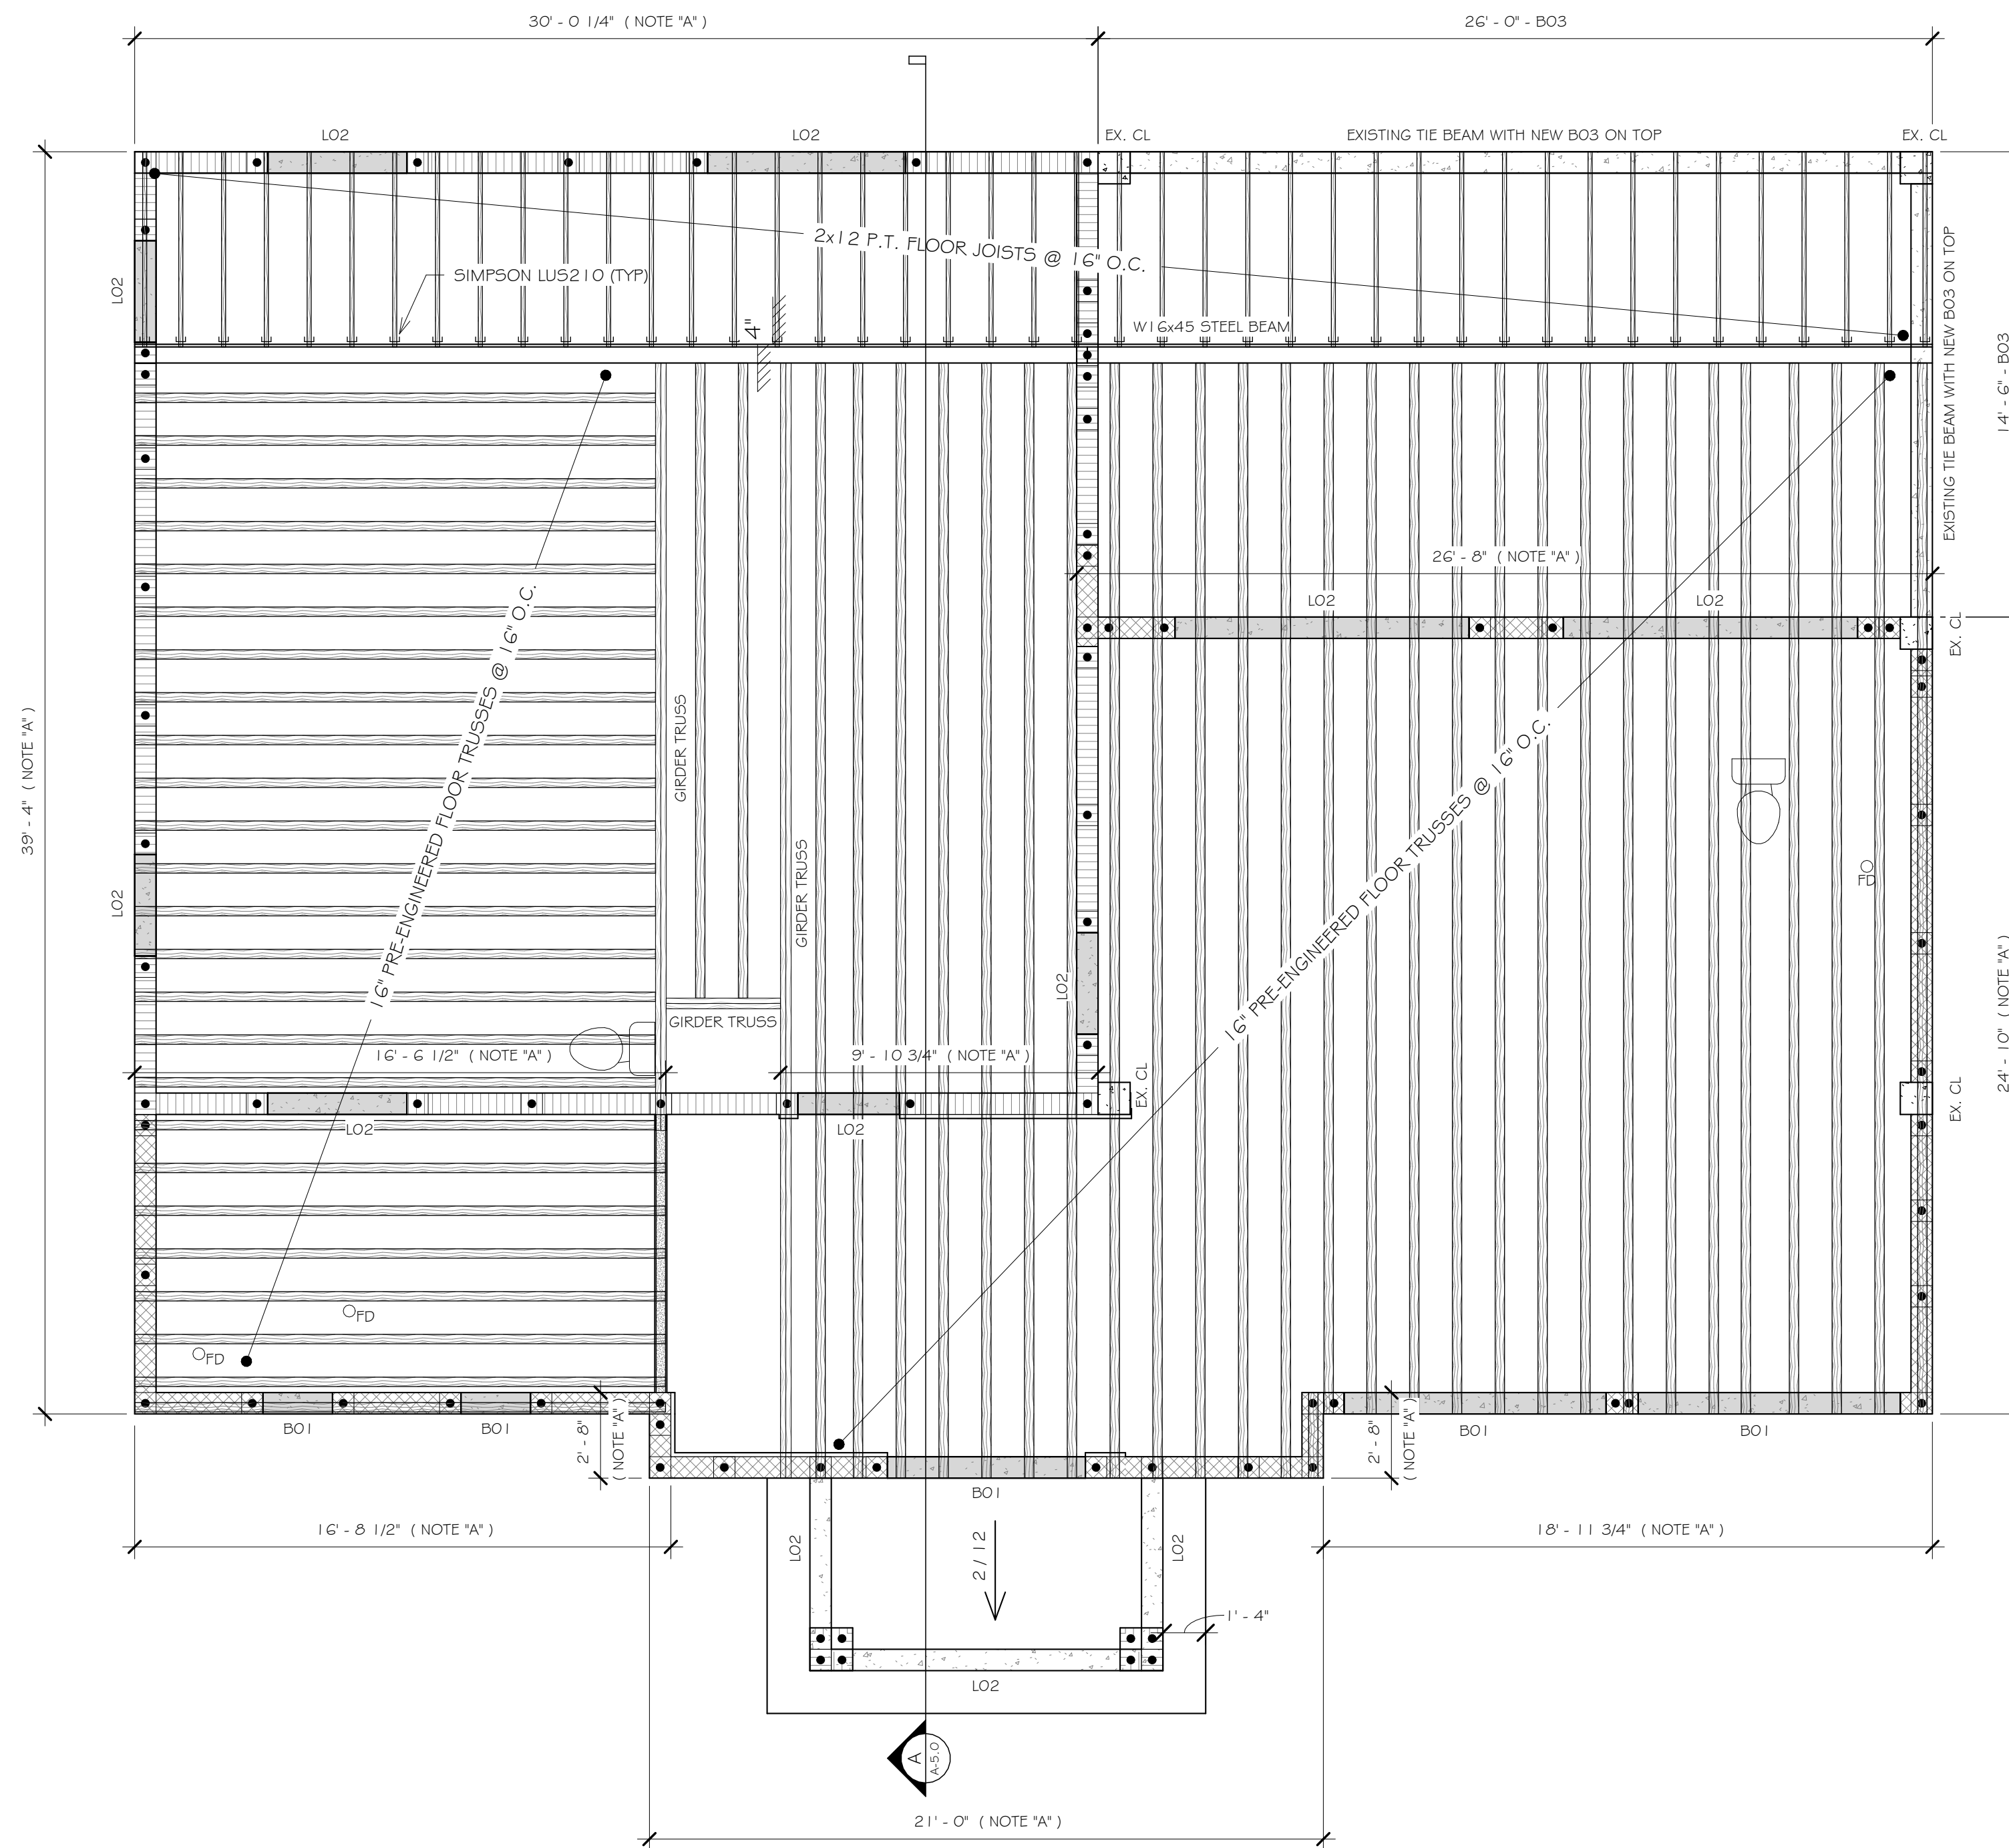 30' - 0 1/4" ( NOTE "A" )
26' - 0" - B03
L02
L02
EX. CL
EXISTING TIE BEAM WITH NEW B03 ON TOP
EX. CL
2x12 P.T. FLOOR JOISTS @ 16" O.C.
SIMPSON LUS210 (TYP)
L02
4"
W16x45 STEEL BEAM
EXISTING TIE BEAM WITH NEW B03 ON TOP
14' - 6" - B03
26' - 8" ( NOTE "A" )
L02
L02
EX. CL
39' - 4" ( NOTE "A" )
16" PRE-ENGINEERED FLOOR TRUSSES @ 16" O.C.
GIRDER TRUSS
GIRDER TRUSS
16" PRE-ENGINEERED FLOOR TRUSSES @ 16" O.C.
FD
L02
L02
GIRDER TRUSS
16' - 6 1/2" ( NOTE "A" )
9' - 10 3/4" ( NOTE "A" )
24' - 10" ( NOTE "A" )
EX. CL
EX. CL
L02
L02
FD
FD
B01
B01
2' - 8"
( NOTE "A" )
2' - 8"
( NOTE "A" )
B01
B01
B01
16' - 8 1/2" ( NOTE "A" )
18' - 11 3/4" ( NOTE "A" )
L02
2 / 12
L02
1' - 4"
L02
A
A-5.0
21' - 0" ( NOTE "A" )